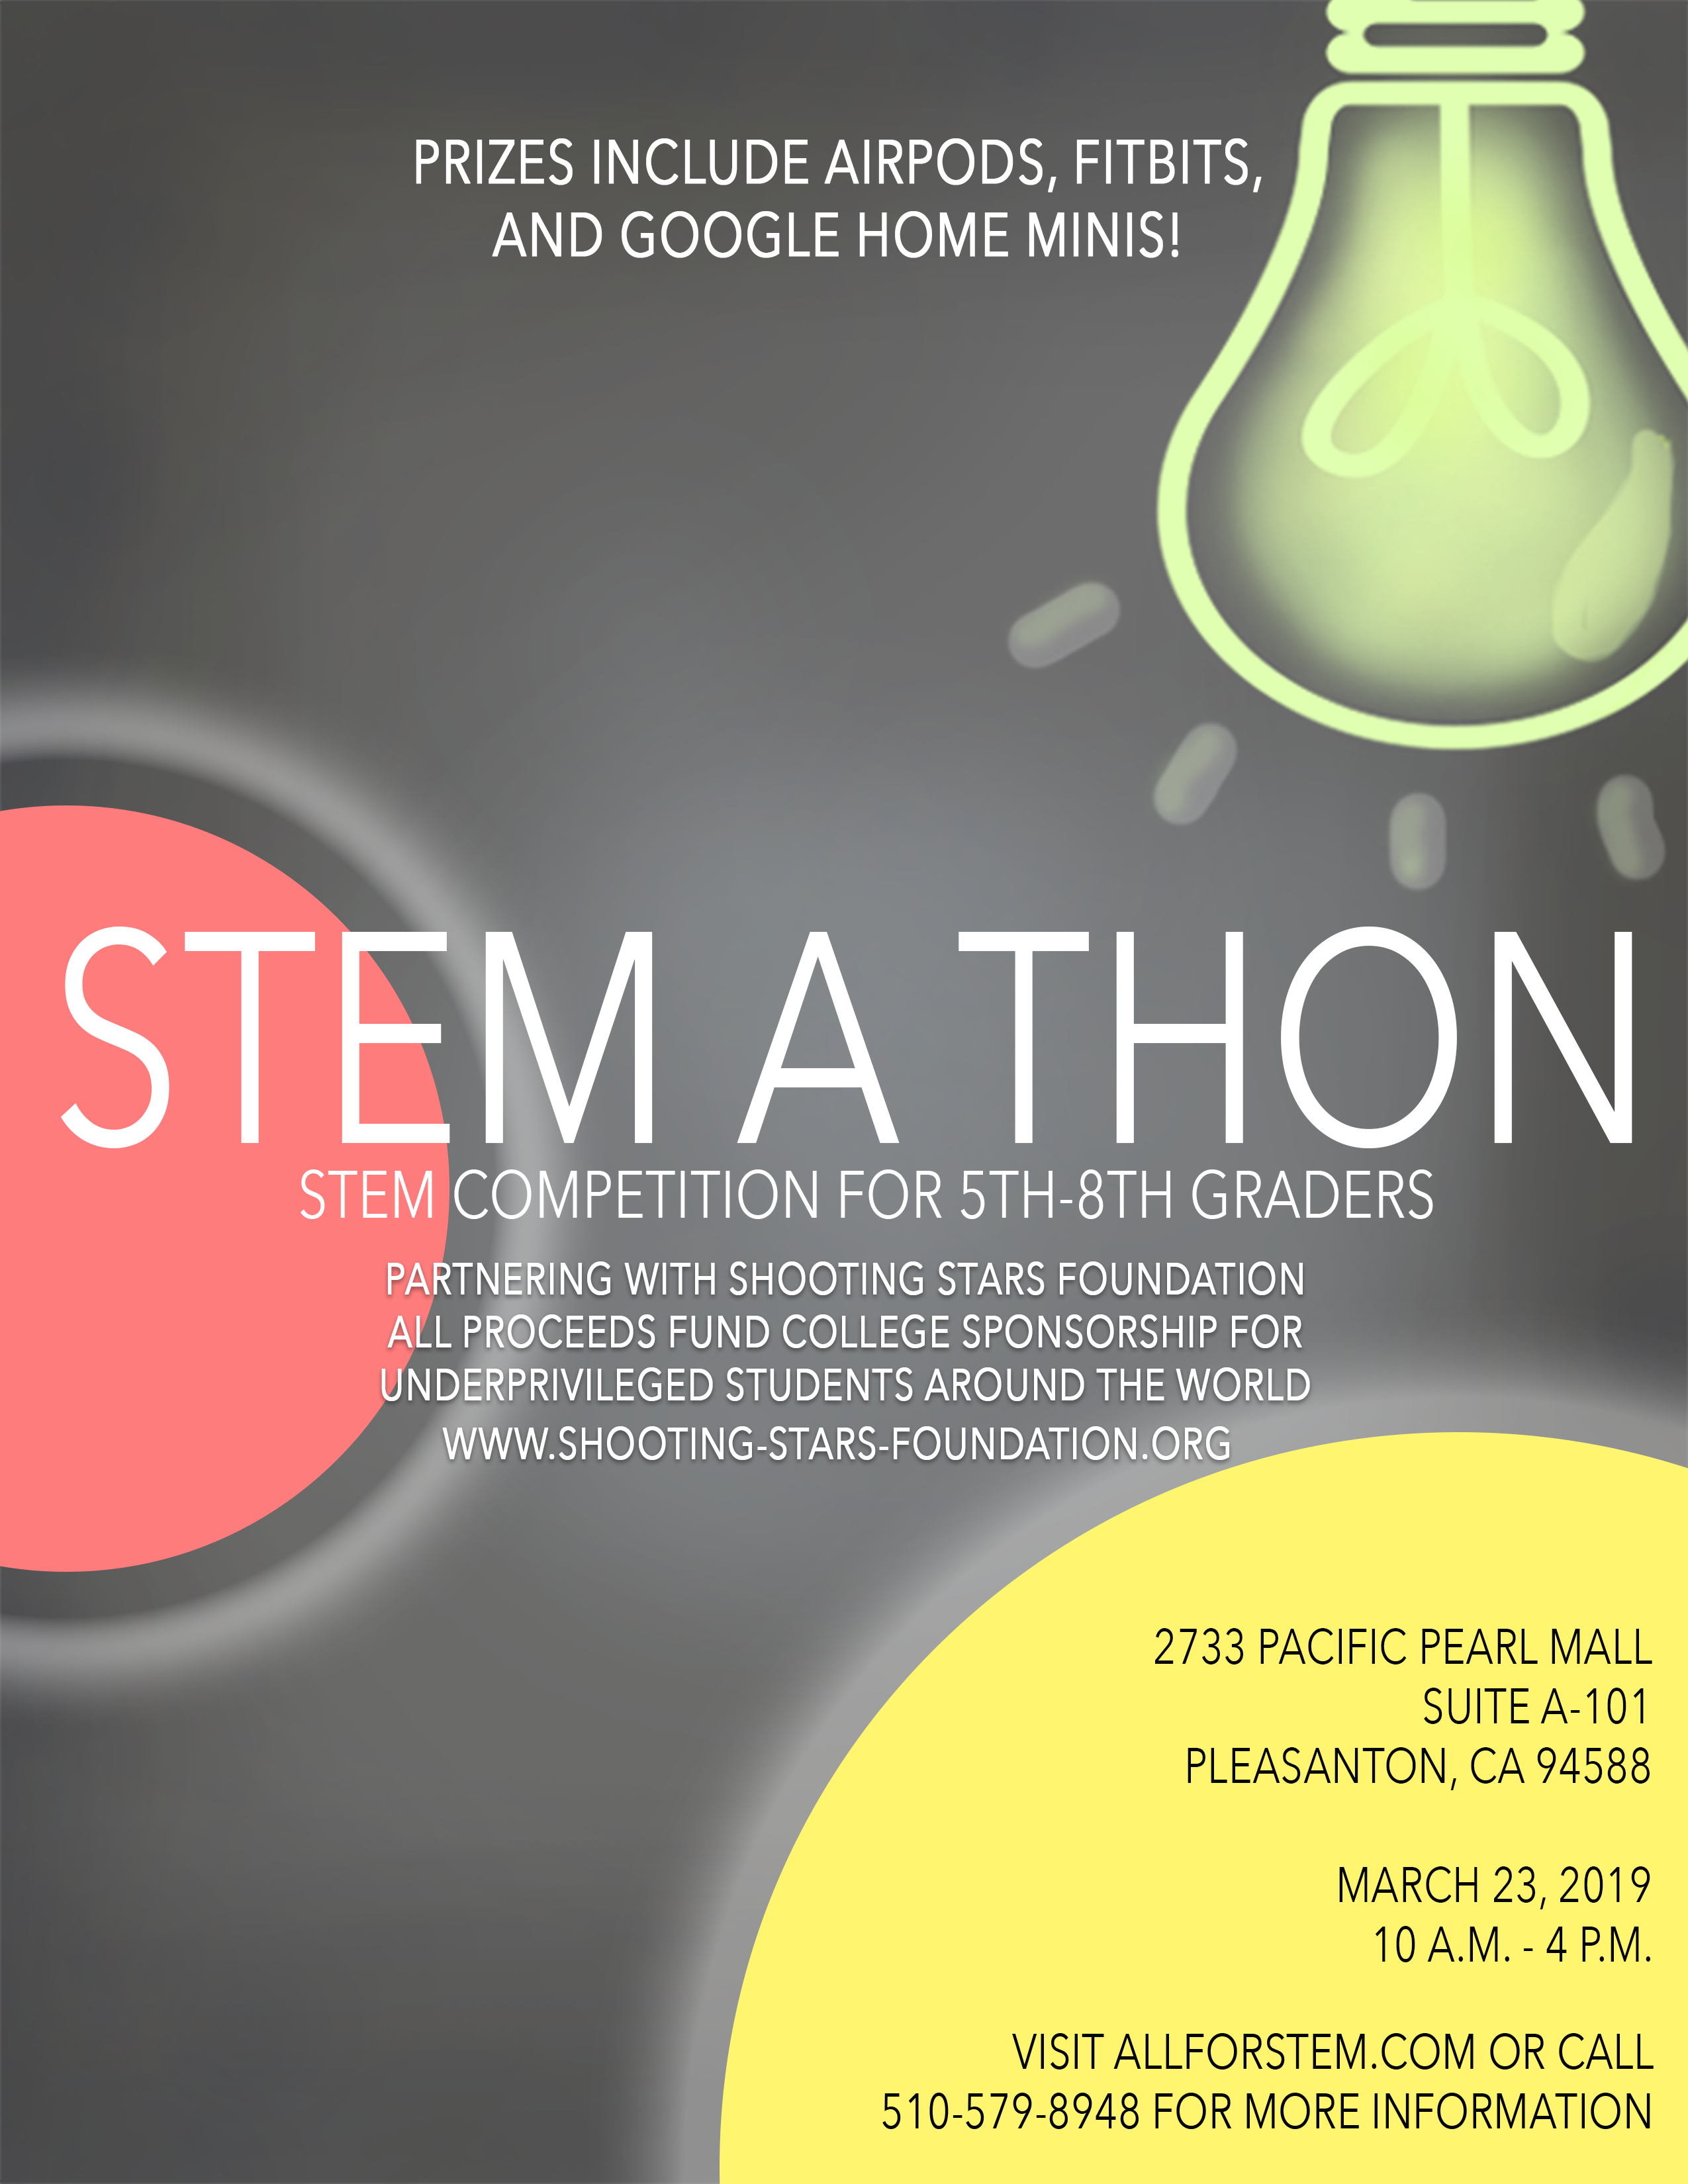 PRIZES INCLUDE AIRPODS, FITBITS,
AND GOOGLE HOME MINIS!
STEM A THON
STEM COMPETITION FOR 5TH-8TH GRADERS
PARTNERING WITH SHOOTING STARS FOUNDATION
ALL PROCEEDS FUND COLLEGE SPONSORSHIP FOR
UNDERPRIVILEGED STUDENTS AROUND THE WORLD
WWW.SHOOTING-STARS-FOUNDATION.ORG
2733 PACIFIC PEARL MALL
SUITE A-101
PLEASANTON, CA 94588
MARCH 23, 2019
10 A.M. - 4 P.M.
VISIT ALLFORSTEM.COM OR CALL
510-579-8948 FOR MORE INFORMATION